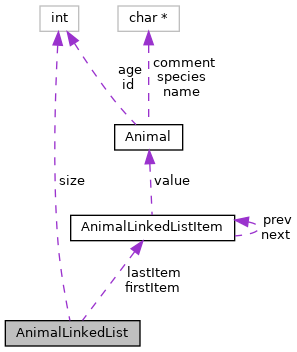 int
char *
age
id
comment
species
name
Animal
size
value
AnimalLinkedListItem
prev
next
lastItem
firstItem
AnimalLinkedList